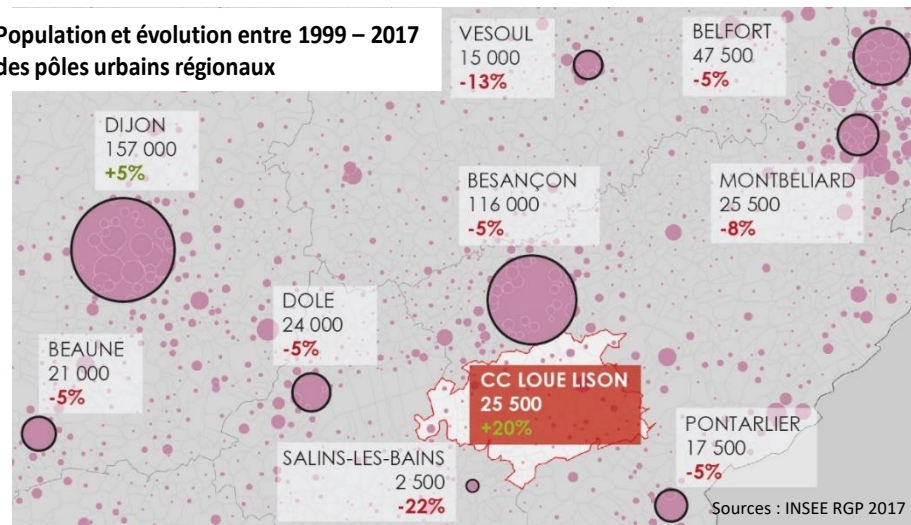 Population et évolution entre 1999 – 2017
des pôles urbains régionaux
VESOUL
15 000
-13%
BELFORT
47 500
-5%
DIJON
157 000
+5%
BESANÇON
116 000
-5%
MONTBELIARD
25 500
-8%
DOLE
24 000
-5%
BEAUNE
21 000
-5%
CC LOUE LISON
25 500
+20%
PONTARLIER
17 500
-5%
SALINS-LES-BAINS
2 500
-22%
Sources : INSEE RGP 2017